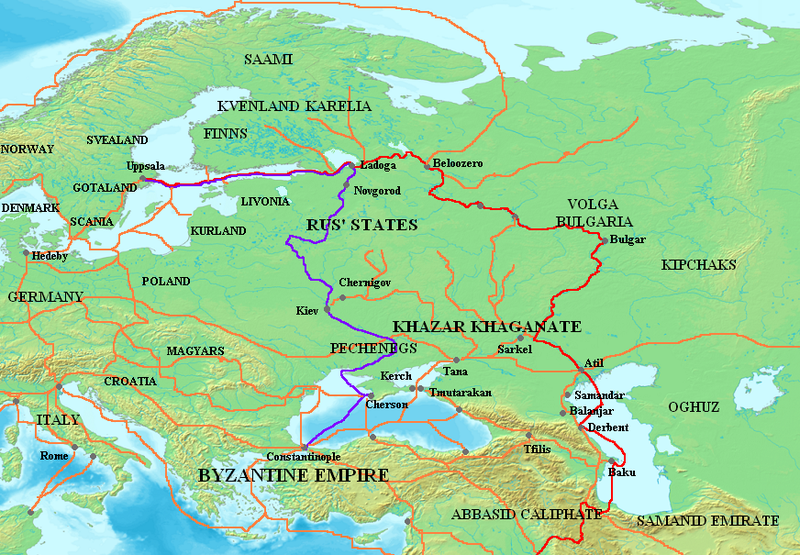 SAAMI
KVENLAND KARELIA
FINNS
SVEALAND
NORWAY
Uppsala
Ladoga
Beloozero
GOTALAND
Novgorod
LIVONIA
DENMARK
SCANIA
KURLAND
RUS' STATES
VOLGA
BULGARIA
Bulgar
Hedeby
KIPCHAKS
POLAND
Chernigov
GERMANY
Kiev
KHAZAR KHAGANATE
PECHENEGS
Sarkel
MAGYARS
Atil
Tana
CROATIA
Kerch
Tmutarakan
Samandar
Cherson
Balanjar
OGHUZ
ITALY
Derbent
Rome
Constantinople
Tfilis
Baku
BYZANTINE EMPIRE
ABBASID CALIPHATE
SAMANID EMIRATE